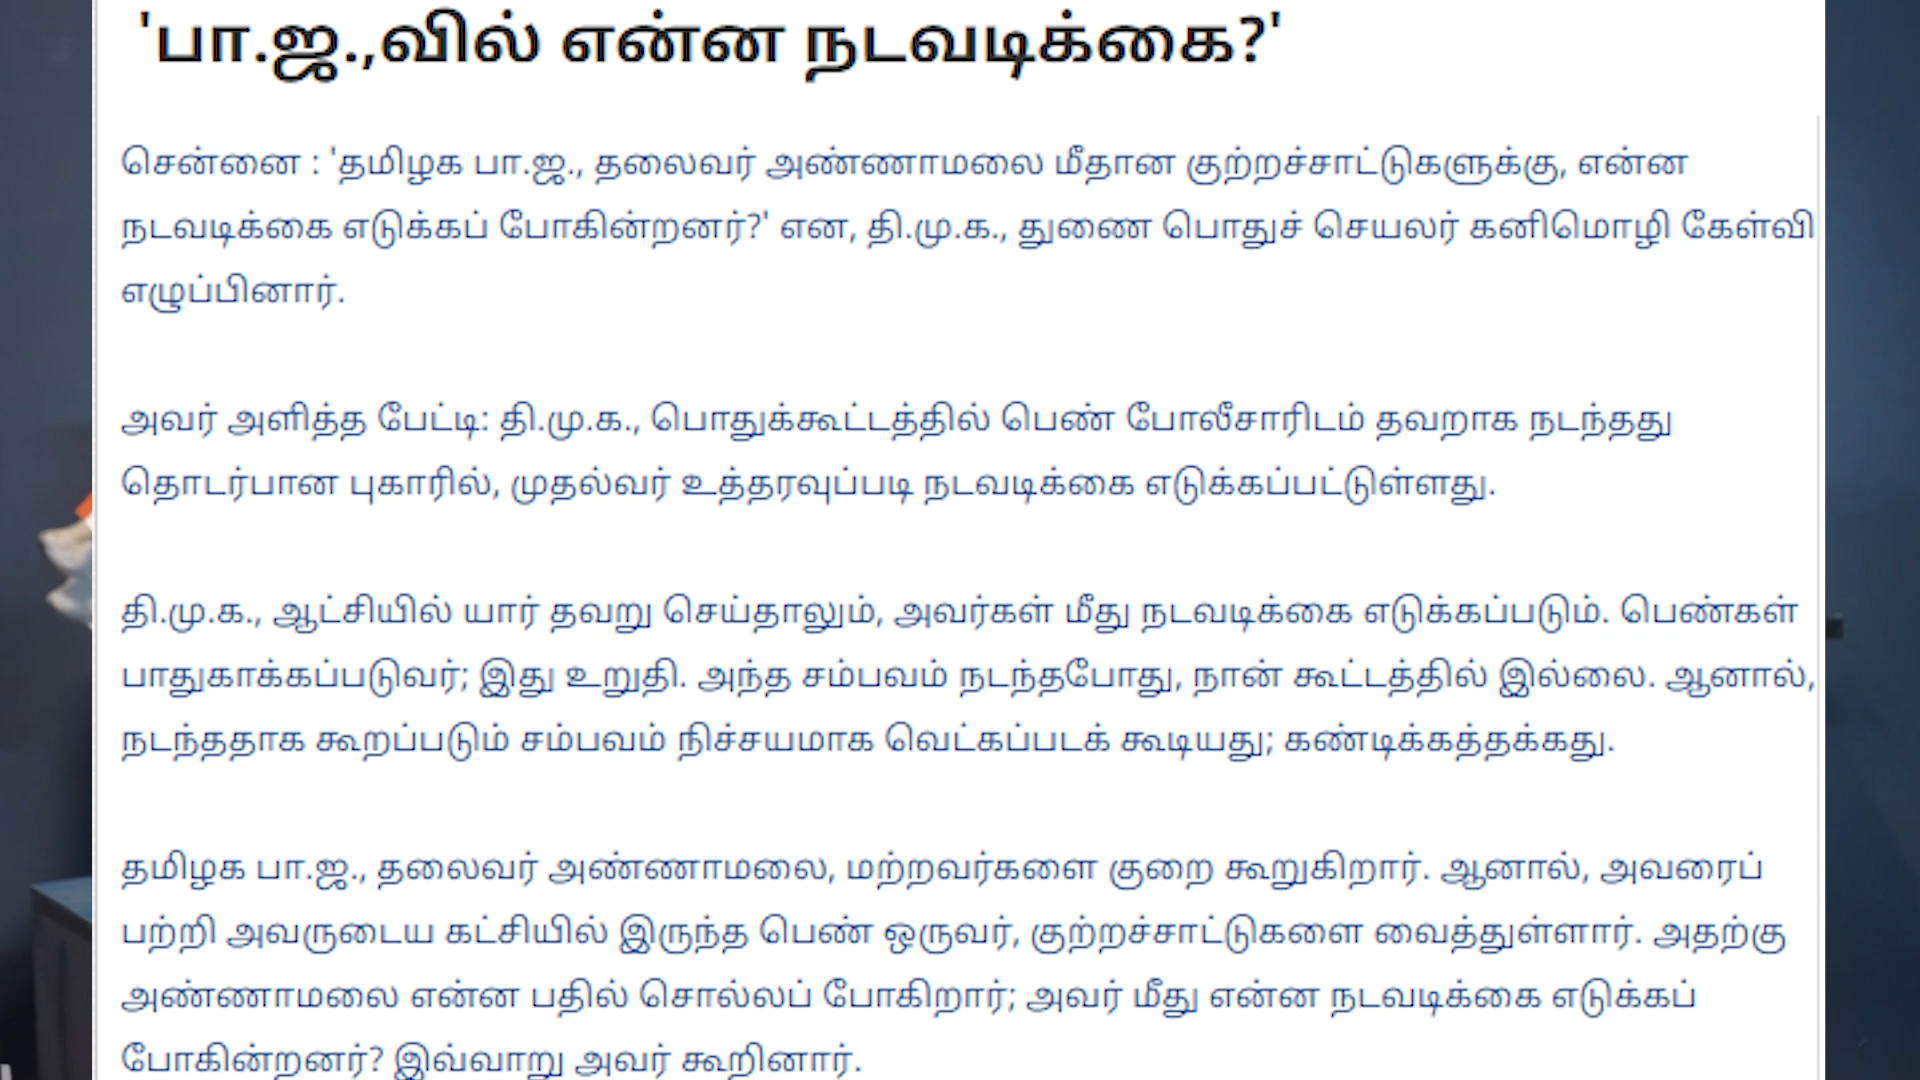 'பா.ஜ.,வில் என்ன நடவடிக்கை?'
சென்னை : 'தமிழக பா.ஜ., தலைவர் அண்ணாமலை மீதான குற்றச்சாட்டுகளுக்கு, என்ன
நடவடிக்கை எடுக்கப் போகின்றனர்?' என, தி.மு.க., துணை பொதுச் செயலர் கனிமொழி கேள்வி
எழுப்பினார்.
அவர் அளித்த பேட்டி: தி.மு.க., பொதுக்கூட்டத்தில் பெண் போலீசாரிடம் தவறாக நடந்தது
தொடர்பான புகாரில், முதல்வர் உத்தரவுப்படி நடவடிக்கை எடுக்கப்பட்டுள்ளது.
தி.மு.க., ஆட்சியில் யார் தவறு செய்தாலும், அவர்கள் மீது நடவடிக்கை எடுக்கப்படும். பெண்கள்
பாதுகாக்கப்படுவர்; இது உறுதி. அந்த சம்பவம் நடந்தபோது, நான் கூட்டத்தில் இல்லை. ஆனால்,
நடந்ததாக கூறப்படும் சம்பவம் நிச்சயமாக வெட்கப்படக் கூடியது; கண்டிக்கத்தக்கது.
தமிழக பா.ஜ., தலைவர் அண்ணாமலை, மற்றவர்களை குறை கூறுகிறார். ஆனால், அவரைப்
பற்றி அவருடைய கட்சியில் இருந்த பெண் ஒருவர், குற்றச்சாட்டுகளை வைத்துள்ளார். அதற்கு
அண்ணாமலை என்ன பதில் சொல்லப் போகிறார்; அவர் மீது என்ன நடவடிக்கை எடுக்கப்
போகின்றனர்? இவ்வாறு அவர் கூறினார்.